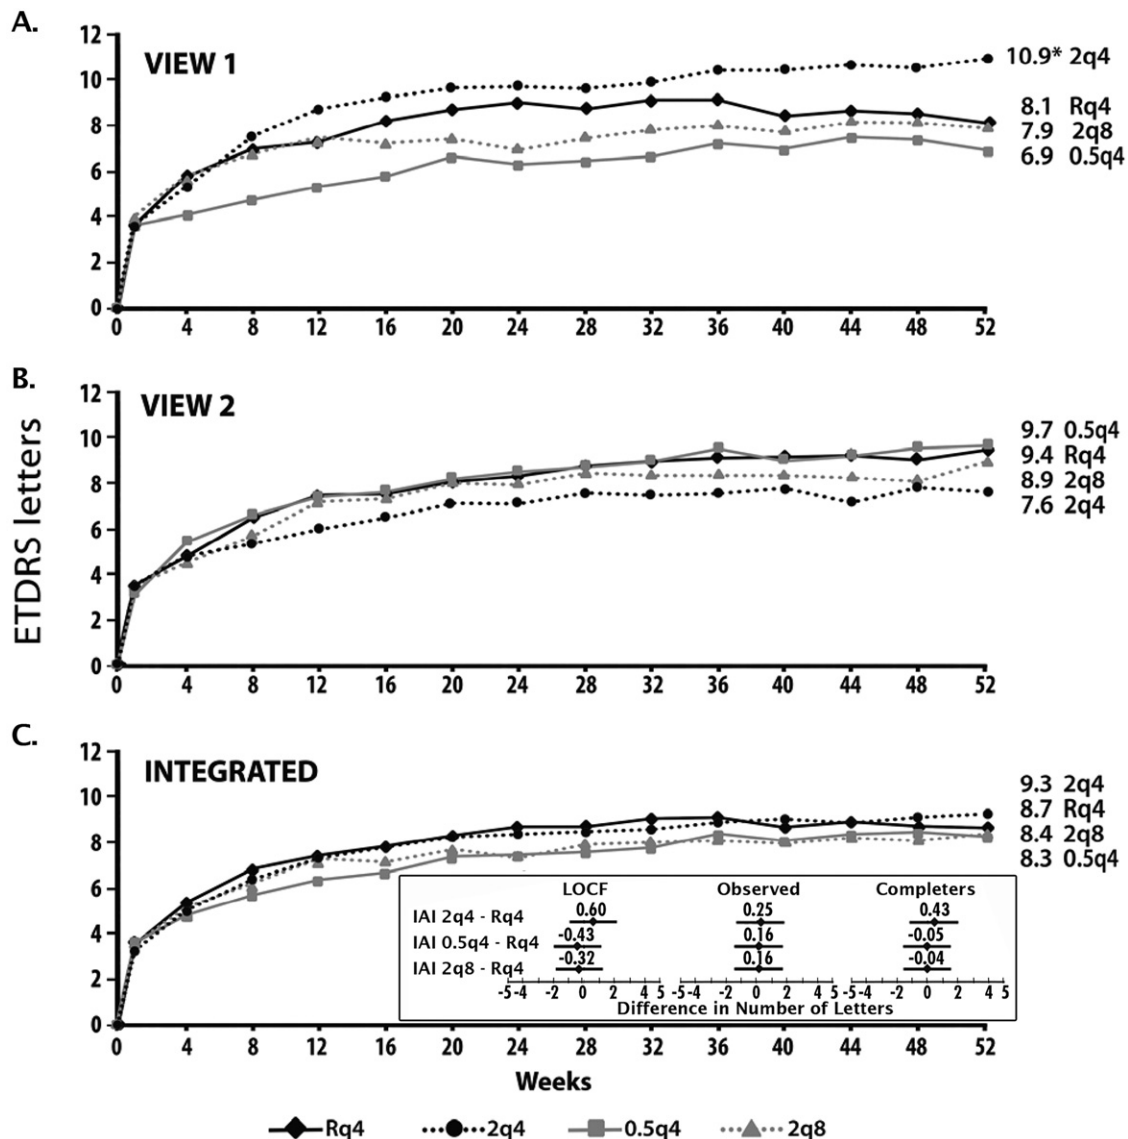 A.
VIEW 1
12
10
8
6
4
2
0
0 4 8 12 16 20 24 28 32 36 40 44 48 52
10.9* 2q4
8.1 Rq4
7.9 2q8
6.9 0.5q4
B.
VIEW 2
ETDRS letters
12
10
8
6
4
2
0
0 4 8 12 16 20 24 28 32 36 40 44 48 52
9.7 0.5q4
9.4 Rq4
8.9 2q8
7.6 2q4
C.
INTEGRATED
12
10
8
6
4
2
0
9.3 2q4
8.7 Rq4
8.4 2q8
8.3 0.5q4
LOCF Observed Completers
IAI 2q4 - Rq4 0.60 0.25 0.43
IAI 0.5q4 - Rq4 -0.43 0.16 -0.05
IAI 2q8 - Rq4 -0.32 0.16 -0.04
-5 -4 -2 0 2 4 5 -5 -4 -2 0 2 4 5 -5 -4 -2 0 2 4 5
Difference in Number of Letters
0 4 8 12 16 20 24 28 32 36 40 44 48 52
Weeks
Rq4 2q4 0.5q4 2q8